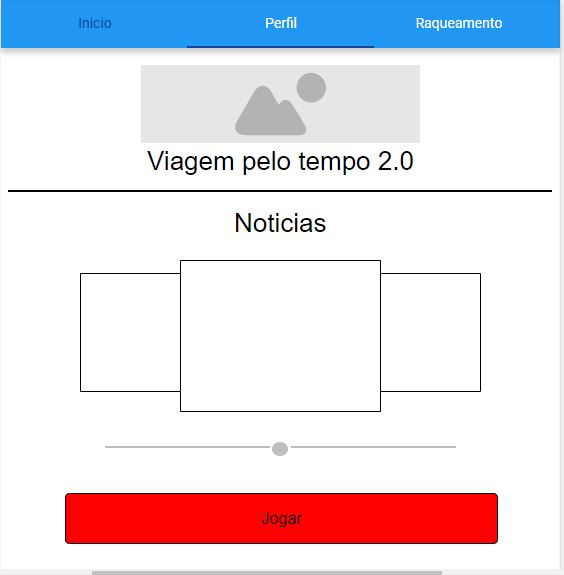 Inicio
Perfil
Raqueamento
Viagem pelo tempo 2.0
Noticias
Jogar